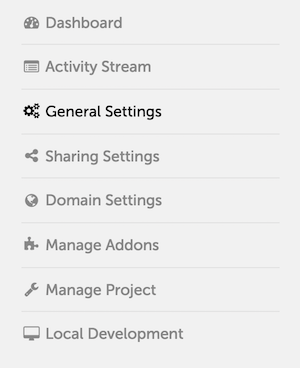 Dashboard
Activity Stream
General Settings
Sharing Settings
Domain Settings
Manage Addons
Manage Project
Local Development